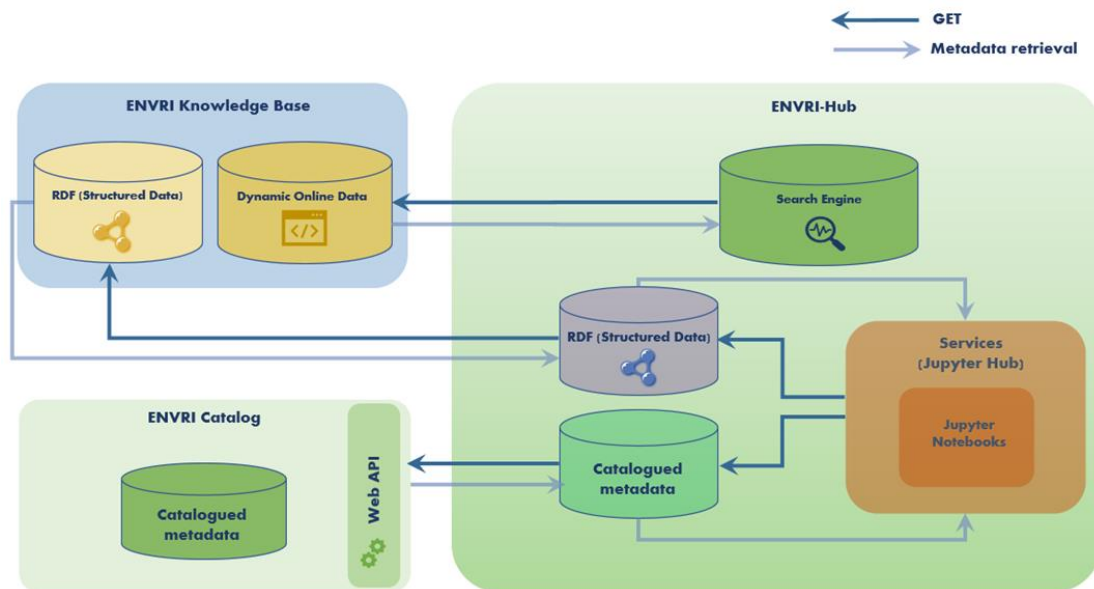 GET
Metadata retrieval
ENVRI Knowledge Base
RDF (Structured Data)
Dynamic Online Data
</>
ENVRI-Hub
Search Engine
RDF (Structured Data)
Services
(Jupyter Hub)
Jupyter
Notebooks
Catalogued
metadata
ENVRI Catalog
Catalogued
metadata
Web API